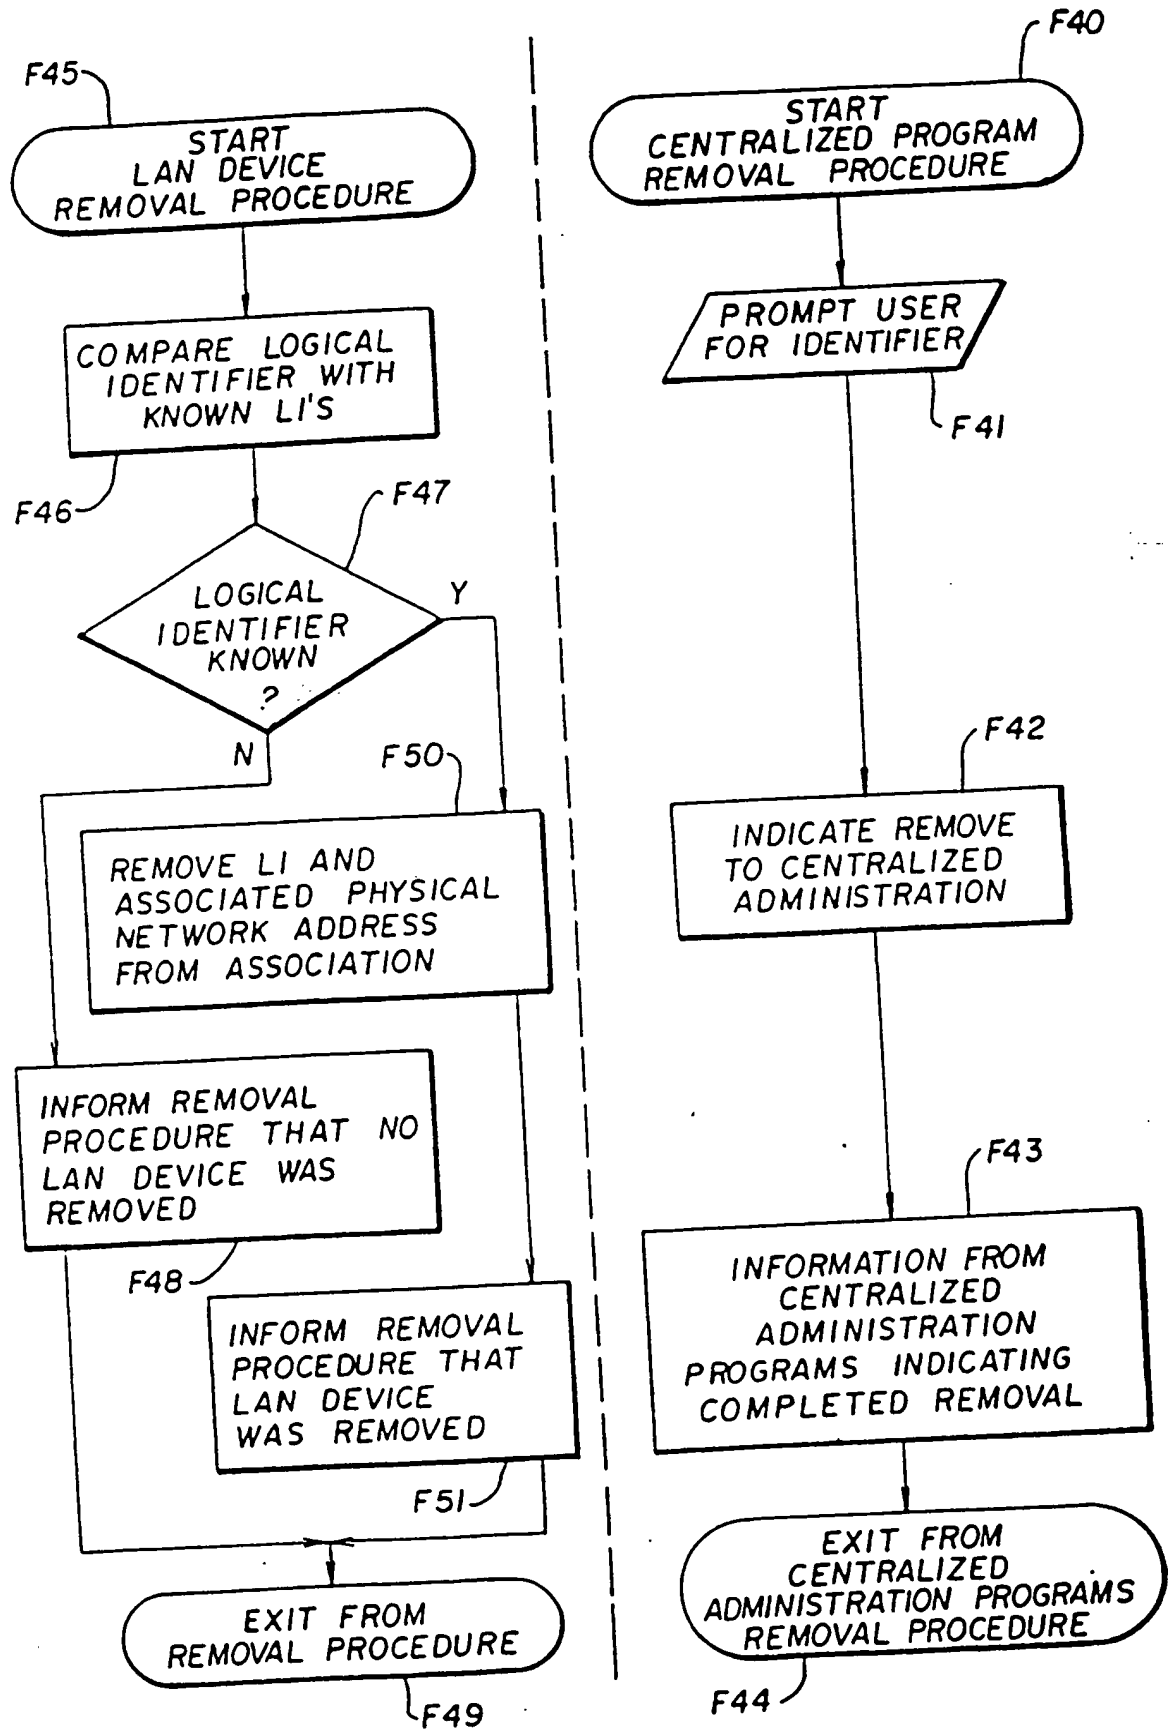 F45
START
LAN DEVICE
REMOVAL PROCEDURE
COMPARE LOGICAL
IDENTIFIER WITH
KNOWN LI'S
F46
F47
LOGICAL
IDENTIFIER
KNOWN
?
Y
N
F50
REMOVE LI AND
ASSOCIATED PHYSICAL
NETWORK ADDRESS
FROM ASSOCIATION
INFORM REMOVAL
PROCEDURE THAT NO
LAN DEVICE WAS
REMOVED
F48
INFORM REMOVAL
PROCEDURE THAT
LAN DEVICE
WAS REMOVED
F51
EXIT FROM
REMOVAL PROCEDURE
F49
F40
START
CENTRALIZED PROGRAM
REMOVAL PROCEDURE
PROMPT USER
FOR IDENTIFIER
F41
F42
INDICATE REMOVE
TO CENTRALIZED
ADMINISTRATION
F43
INFORMATION FROM
CENTRALIZED
ADMINISTRATION
PROGRAMS INDICATING
COMPLETED REMOVAL
EXIT FROM
CENTRALIZED
ADMINISTRATION PROGRAMS
REMOVAL PROCEDURE
F44